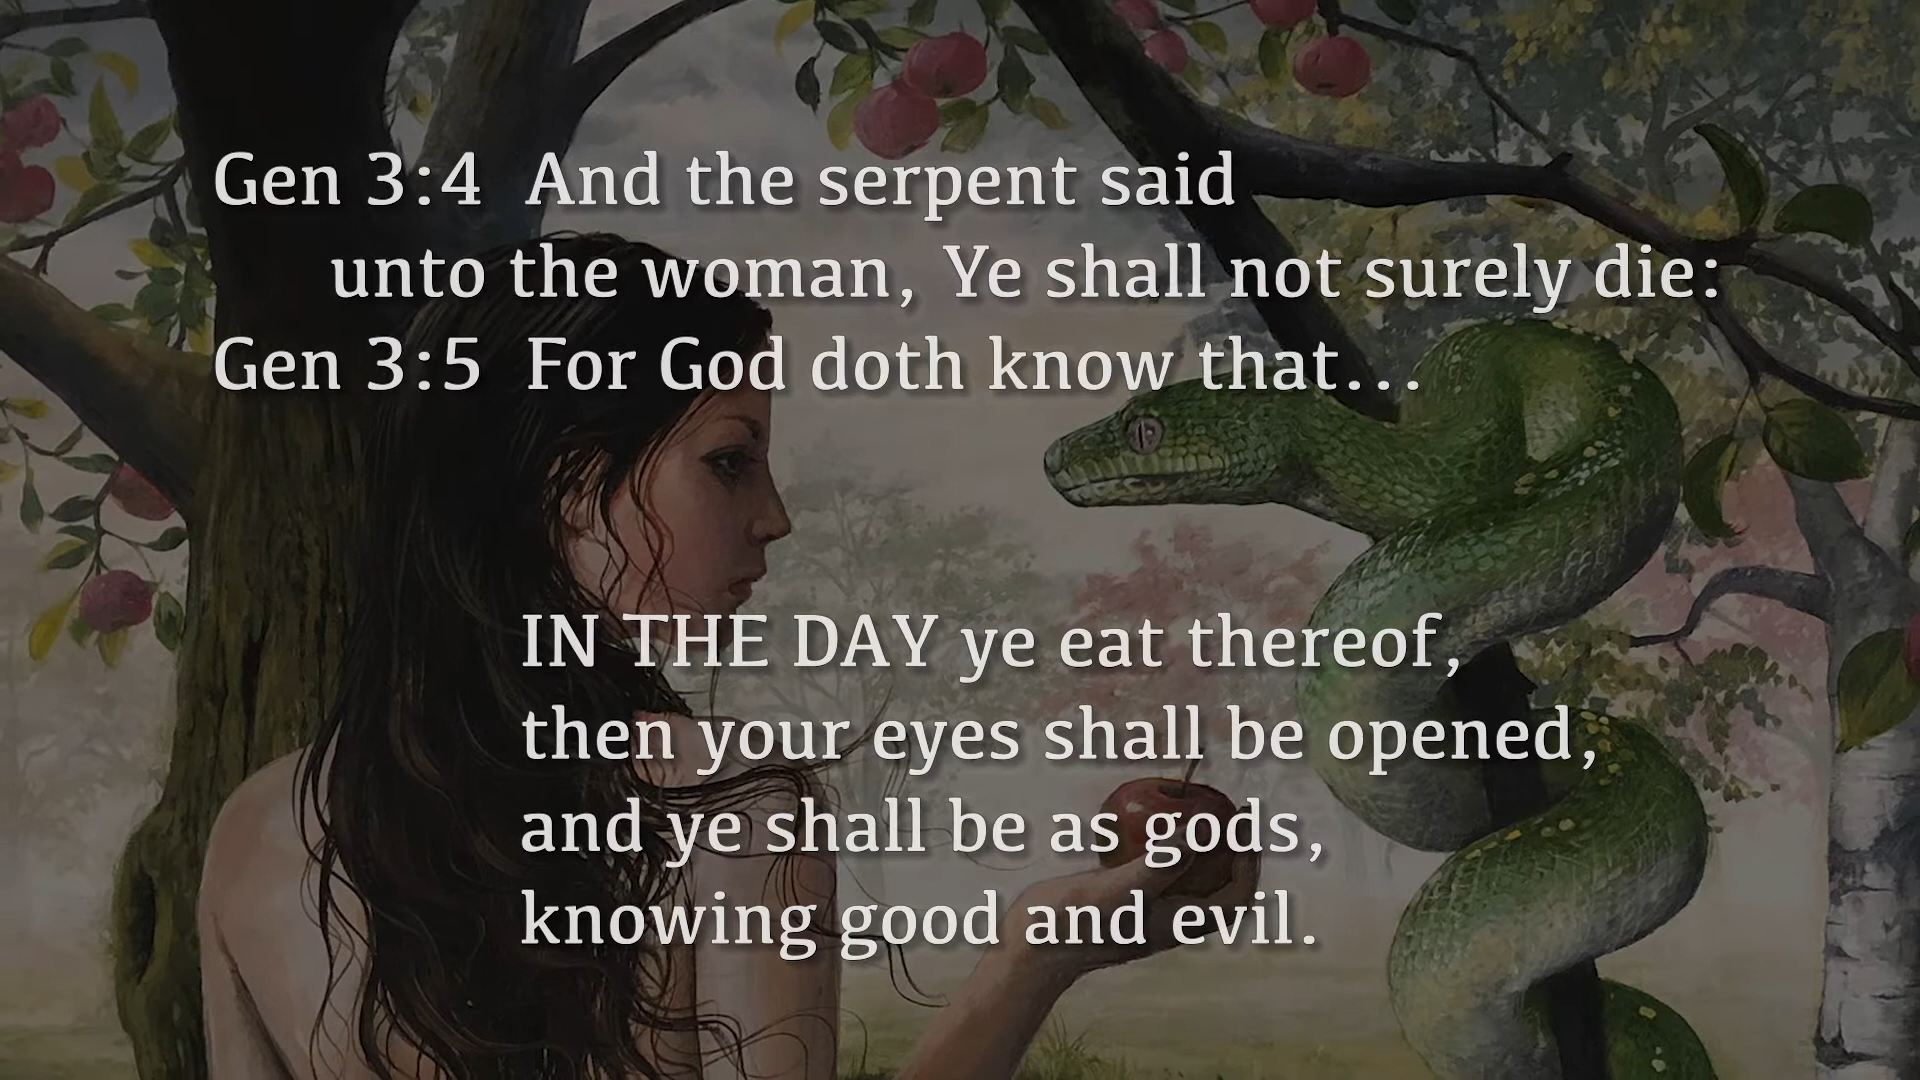 Gen 3:4 And the serpent said
unto the woman, Ye shall not surely die:
Gen 3:5 For God doth know that...
IN THE DAY ye eat thereof,
then your eyes shall be opened,
and ye shall be as gods,
knowing good and evil.